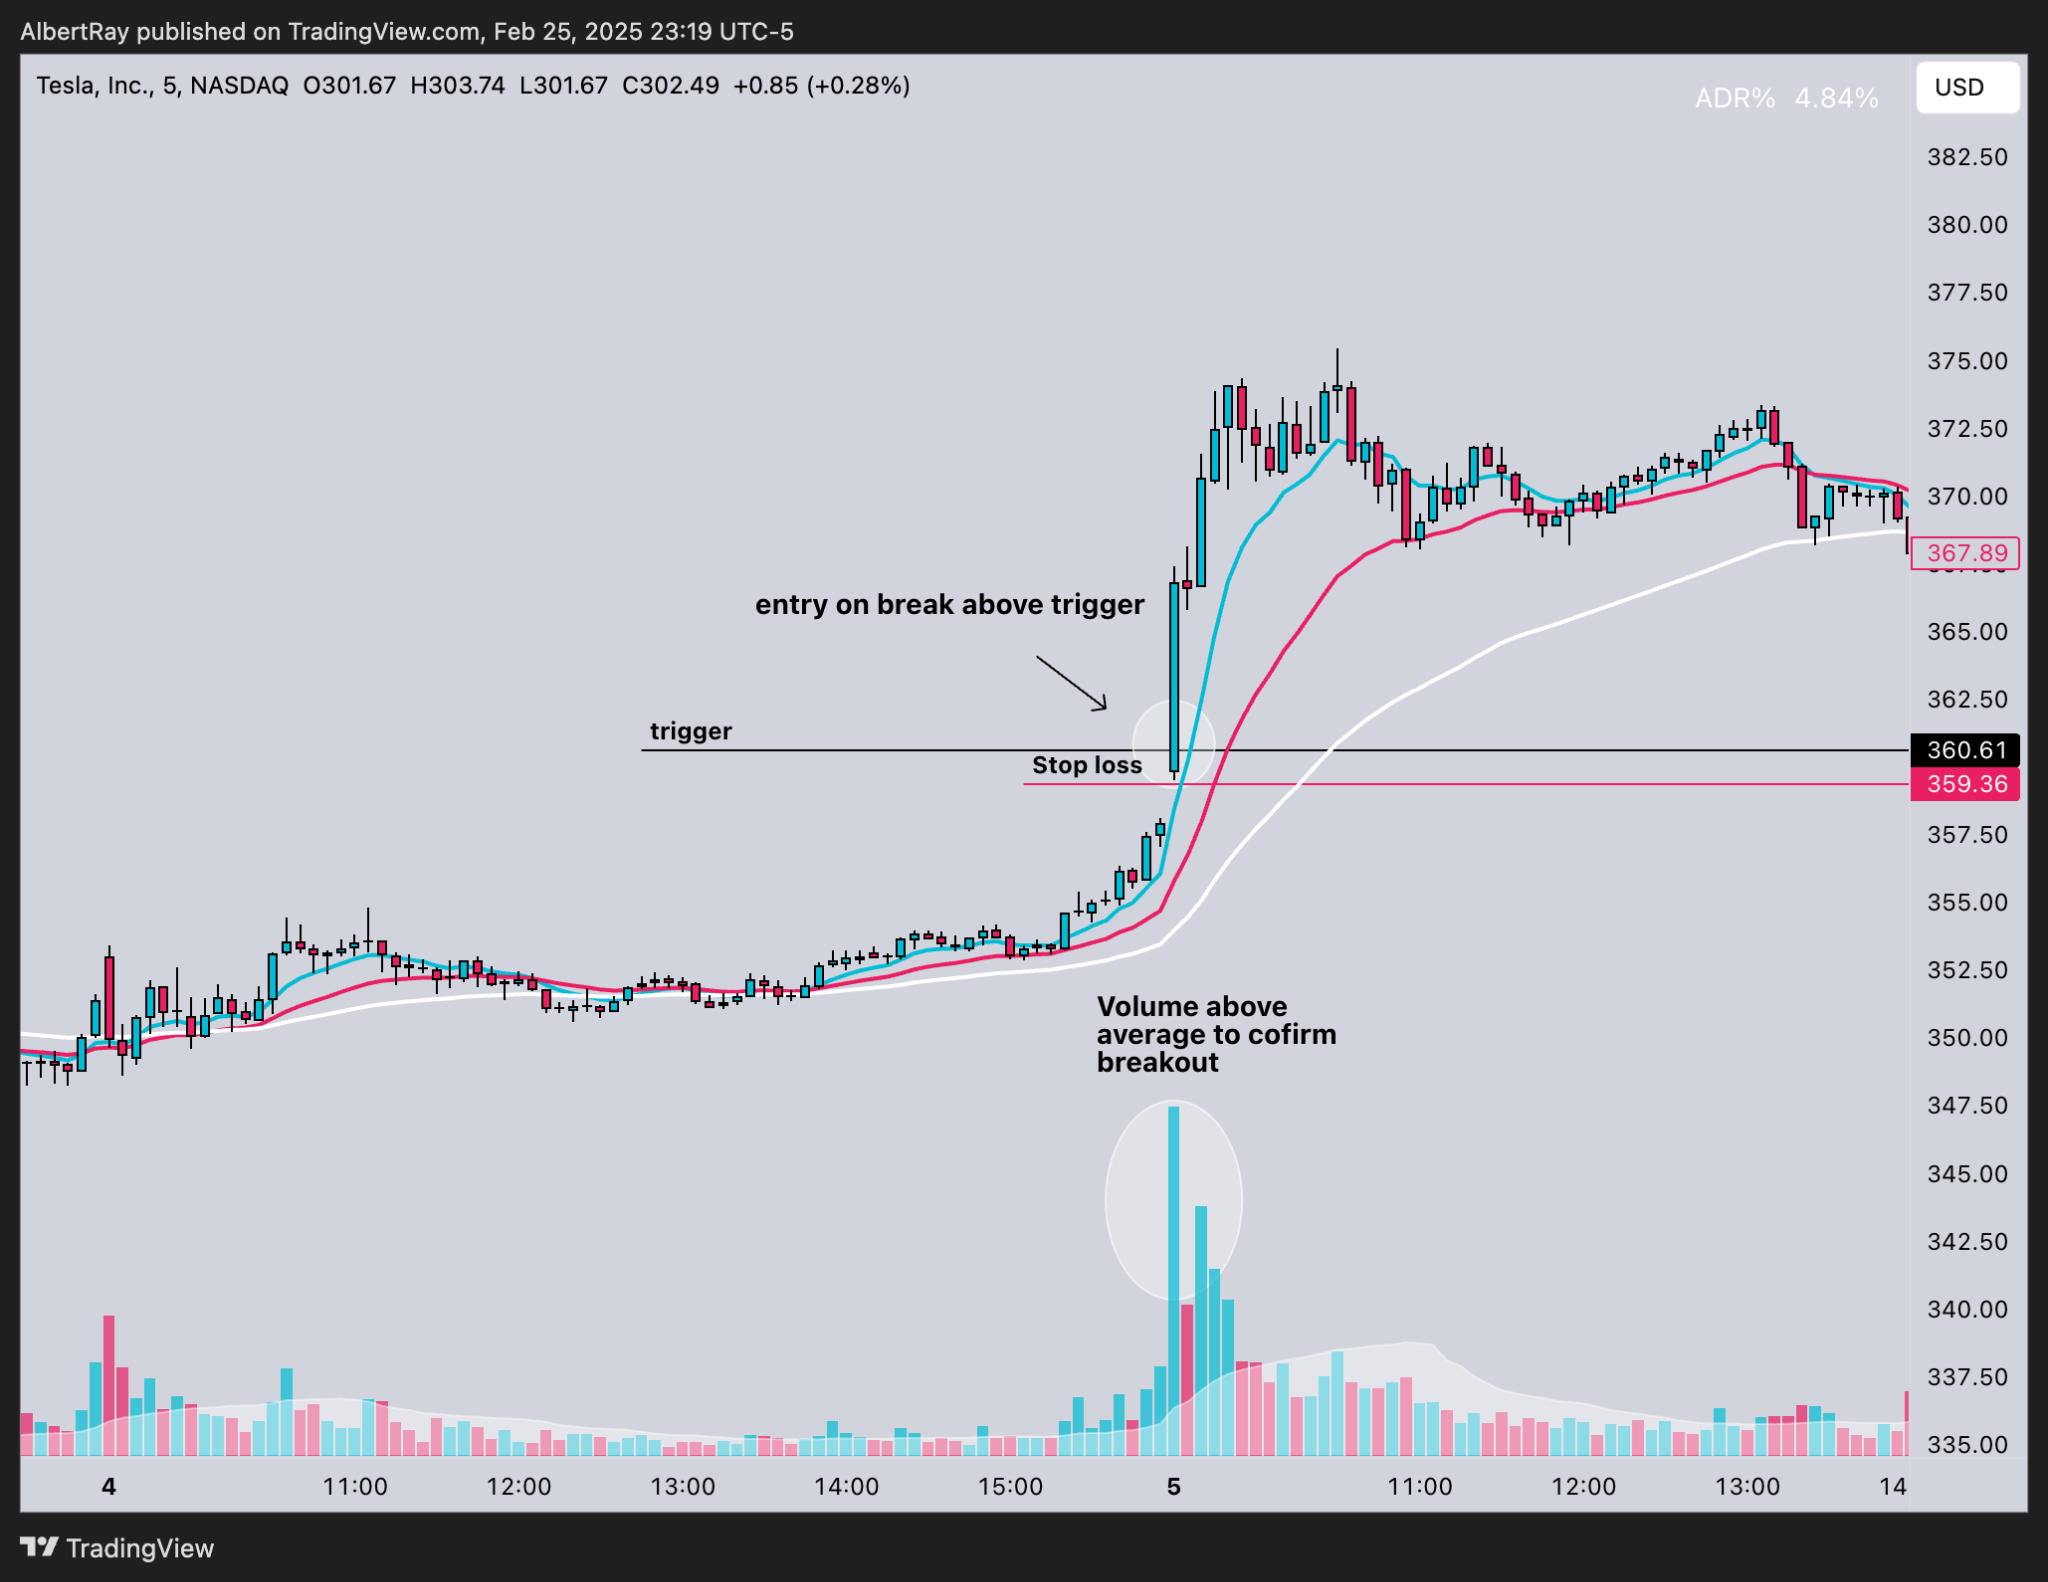 AlbertRay published on TradingView.com, Feb 25, 2025 23:19 UTC-5
Tesla, Inc., 5, NASDAQ O301.67 H303.74 L301.67 C302.49 +0.85 (+0.28%)
ADR% 4.84%
USD
382.50
380.00
377.50
375.00
372.50
370.00
367.89
365.00
362.50
360.61
359.36
357.50
355.00
352.50
350.00
347.50
345.00
342.50
340.00
337.50
335.00
entry on break above trigger
trigger
Stop loss
Volume above
average to cofirm
breakout
4 11:00 12:00 13:00 14:00 15:00 5 11:00 12:00 13:00 14
TradingView